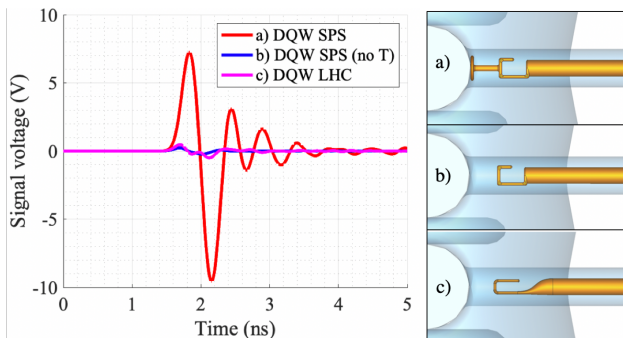 a) DQW SPS
b) DQW SPS (no T)
c) DQW LHC
10
5
0
-5
-10
Signal voltage (V)
0
1
2
3
4
5
Time (ns)
a)
b)
c)